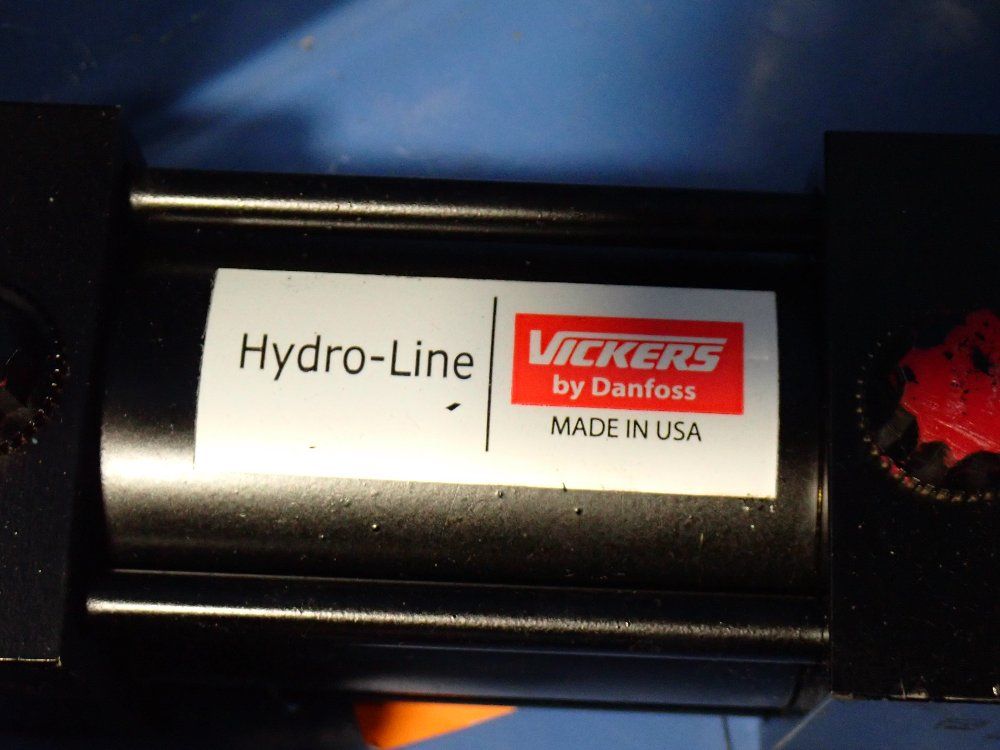 Hydro-Line
VICKERS
by Danfoss
MADE IN USA